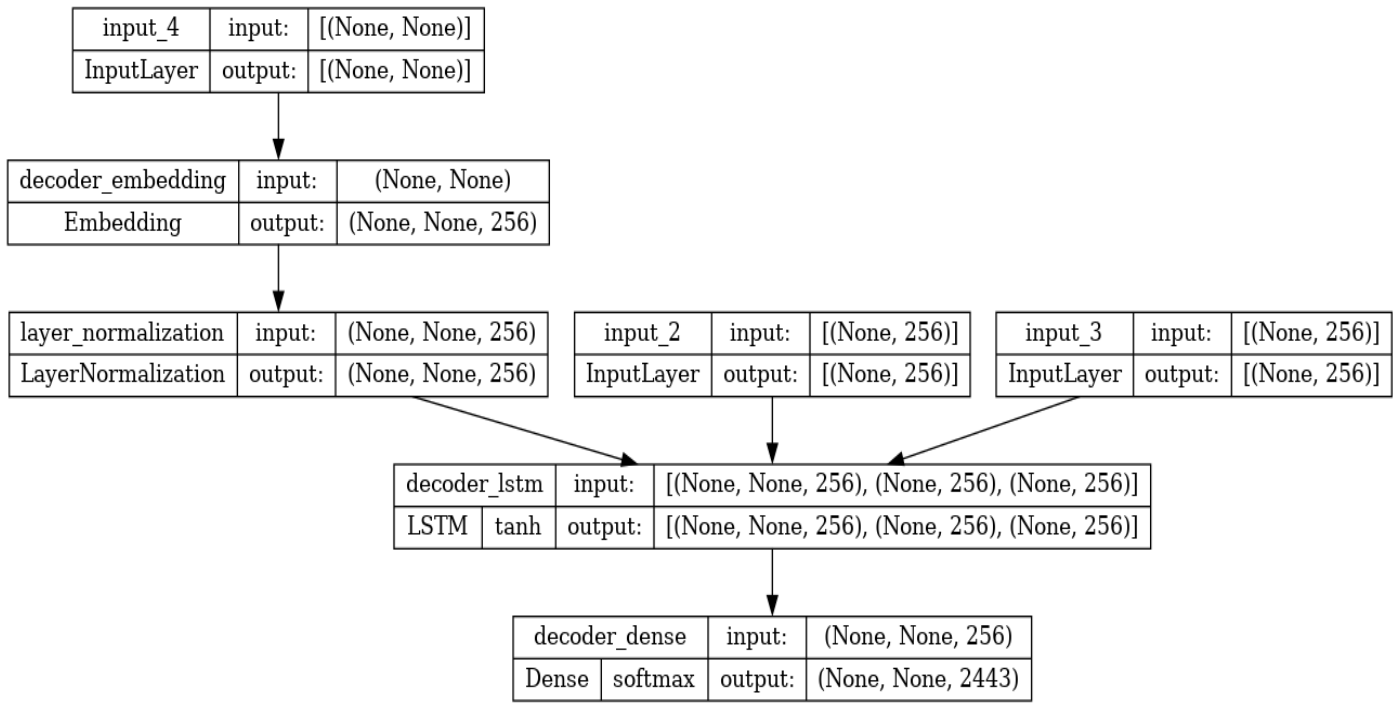 input_4 input: [(None, None)]
InputLayer output: [(None, None)]
decoder_embedding input: (None, None)
Embedding output: (None, None, 256)
layer_normalization input: (None, None, 256)
LayerNormalization output: (None, None, 256)
input_2 input: [(None, 256)]
InputLayer output: [(None, 256)]
input_3 input: [(None, 256)]
InputLayer output: [(None, 256)]
decoder_lstm input: [(None, None, 256), (None, 256), (None, 256)]
LSTM tanh output: [(None, None, 256), (None, 256), (None, 256)]
decoder_dense input: (None, None, 256)
Dense softmax output: (None, None, 2443)